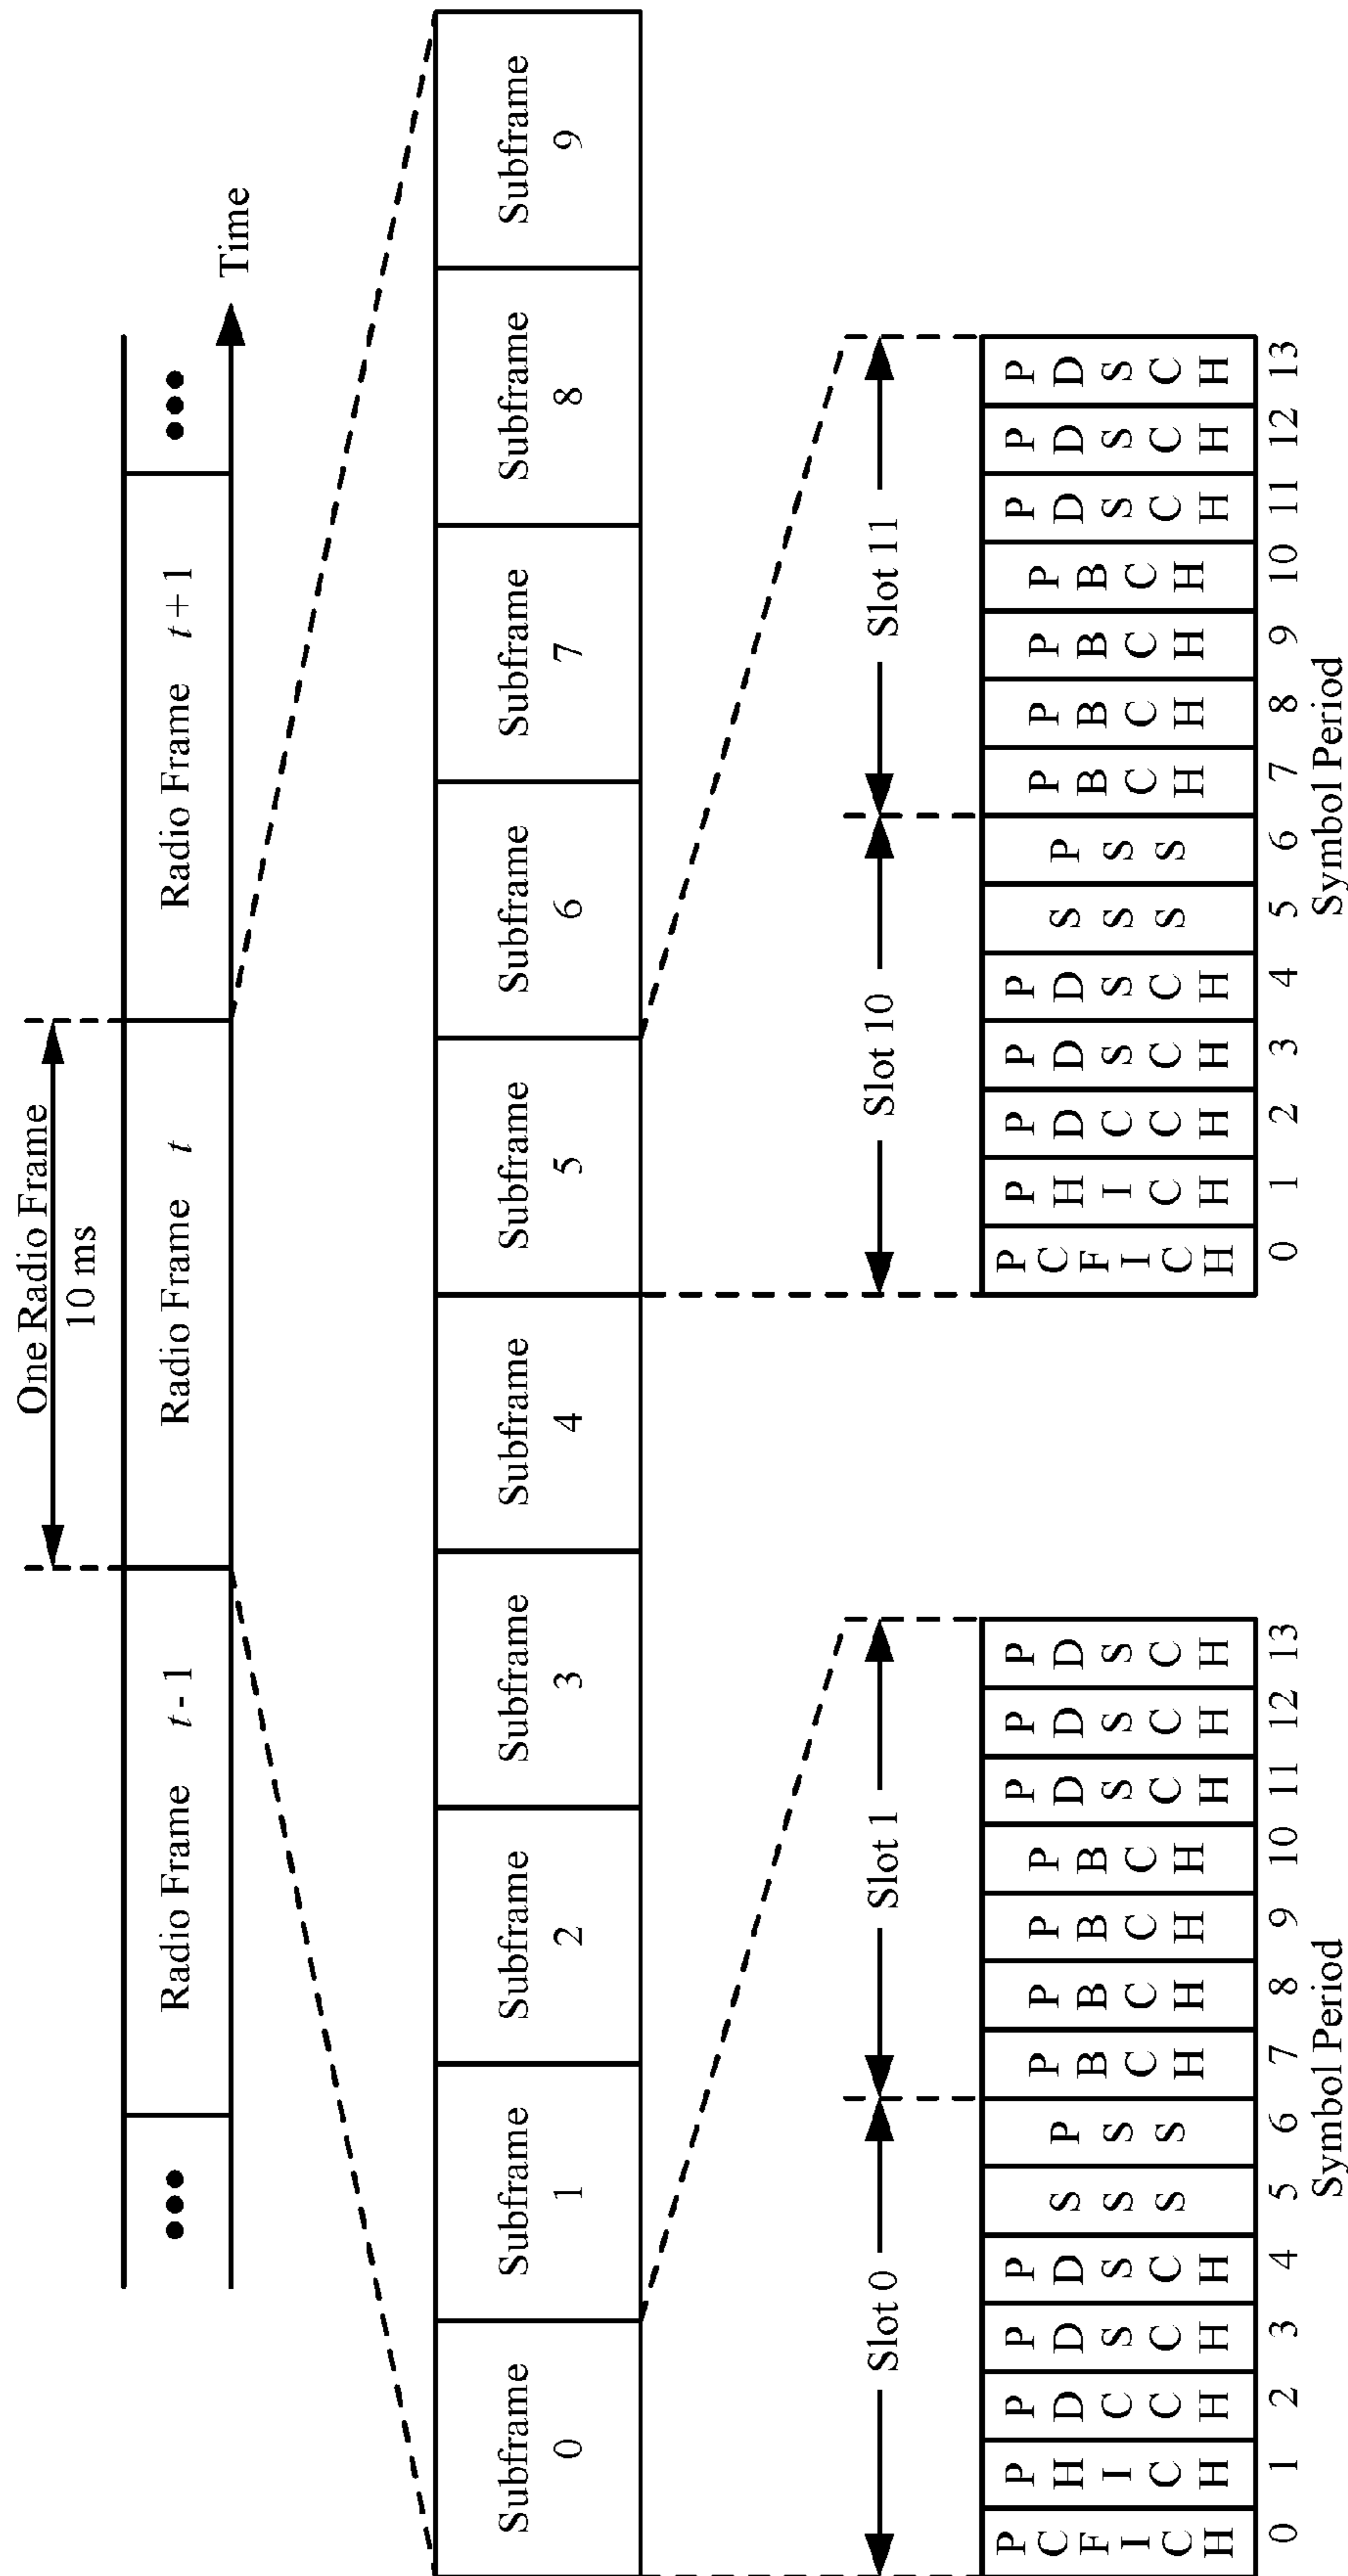 One Radio Frame
10 ms
●●●
Radio Frame t - 1
Radio Frame t
Radio Frame t + 1
●●●
Time
Subframe
0
Subframe
1
Subframe
2
Subframe
3
Subframe
4
Subframe
5
Subframe
6
Subframe
7
Subframe
8
Subframe
9
Slot 0
Slot 1
PCFICH
PHICH
PDCCH
PDSCH
PDSCH
SSS
PSS
PBCH
PBCH
PBCH
PBCH
PDSCH
PDSCH
PDSCH
0 1 2 3 4 5 6 7 8 9 10 11 12 13
Symbol Period
Slot 10
Slot 11
PCFICH
PHICH
PDCCH
PDSCH
PDSCH
SSS
PSS
PBCH
PBCH
PBCH
PBCH
PDSCH
PDSCH
PDSCH
0 1 2 3 4 5 6 7 8 9 10 11 12 13
Symbol Period